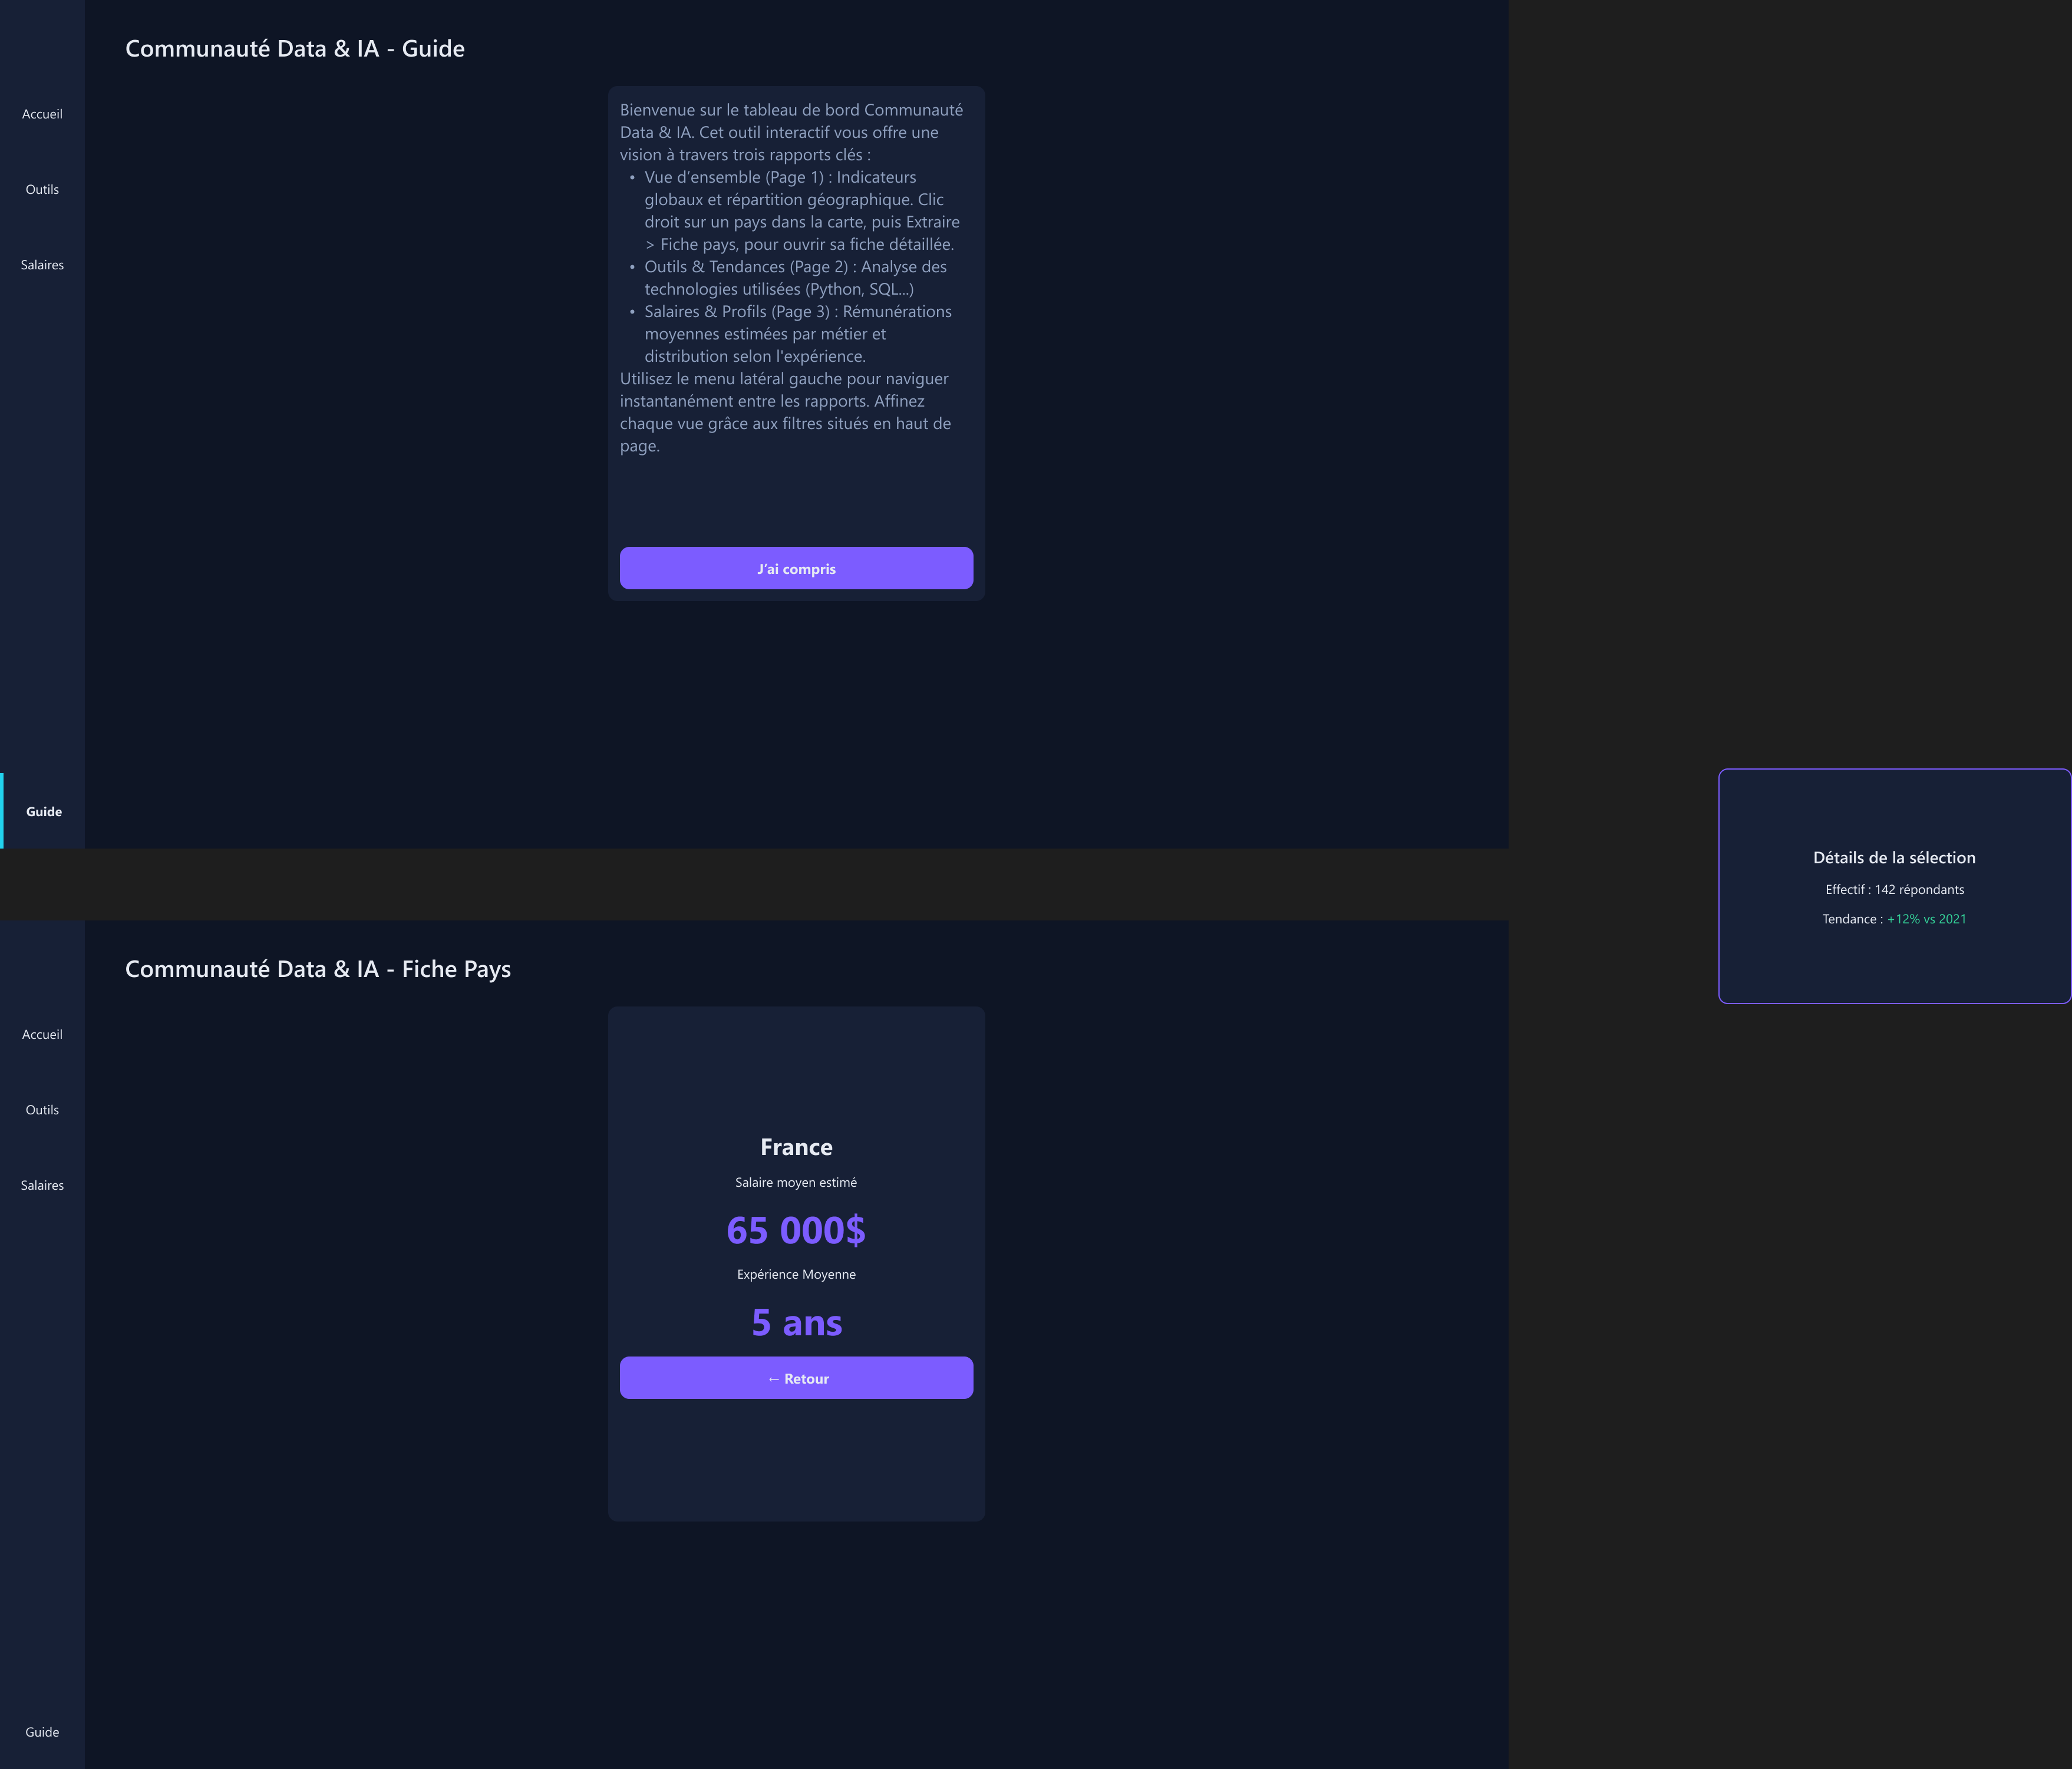 Communauté Data & IA - Guide
Accueil
Outils
Salaires
Guide
Bienvenue sur le tableau de bord Communauté
Data & IA. Cet outil interactif vous offre une
vision à travers trois rapports clés :
• Vue d’ensemble (Page 1) : Indicateurs
globaux et répartition géographique. Clic
droit sur un pays dans la carte, puis Extraire
> Fiche pays, pour ouvrir sa fiche détaillée.
• Outils & Tendances (Page 2) : Analyse des
technologies utilisées (Python, SQL...)
• Salaires & Profils (Page 3) : Rémunérations
moyennes estimées par métier et
distribution selon l'expérience.
Utilisez le menu latéral gauche pour naviguer
instantanément entre les rapports. Affinez
chaque vue grâce aux filtres situés en haut de
page.
J’ai compris
Détails de la sélection
Effectif : 142 répondants
Tendance : +12% vs 2021
Communauté Data & IA - Fiche Pays
Accueil
Outils
Salaires
Guide
France
Salaire moyen estimé
65 000$
Expérience Moyenne
5 ans
← Retour